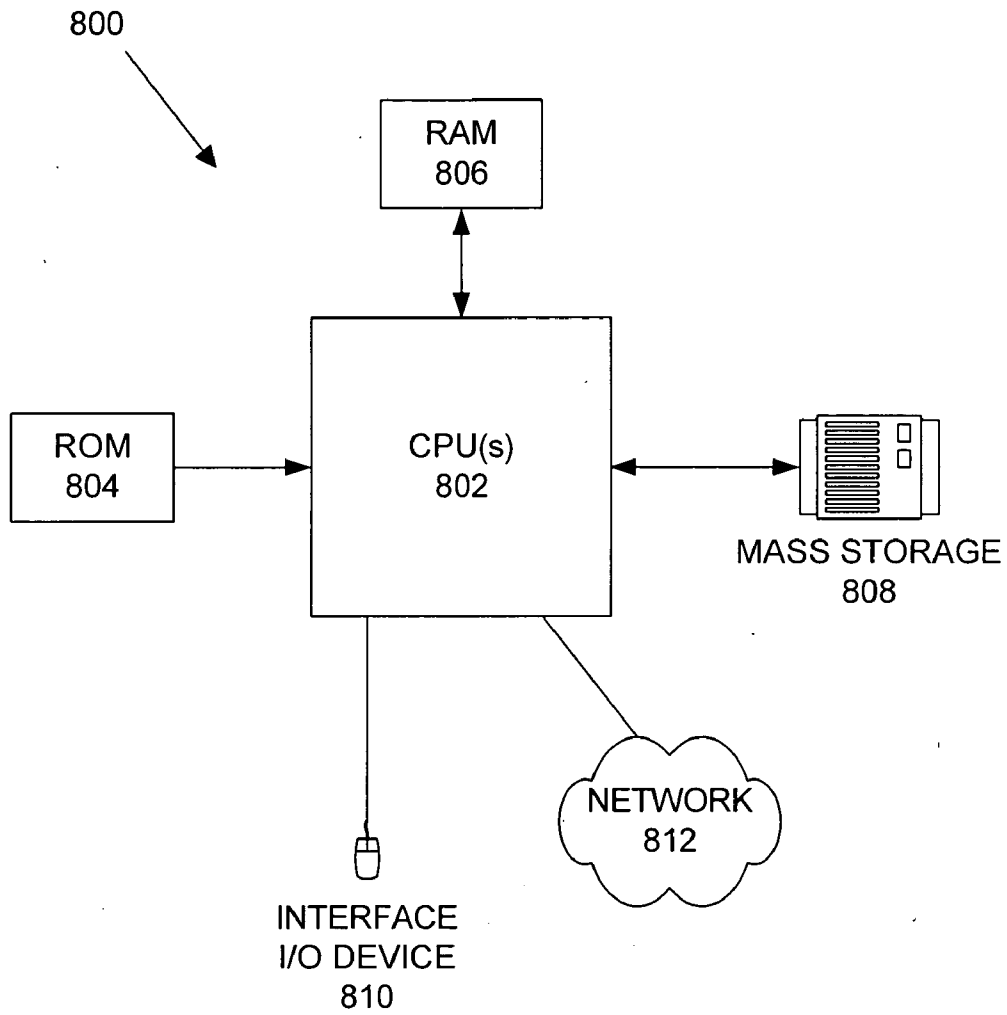 800
RAM
806
ROM
804
CPU(s)
802
MASS STORAGE
808
NETWORK
812
INTERFACE
I/O DEVICE
810